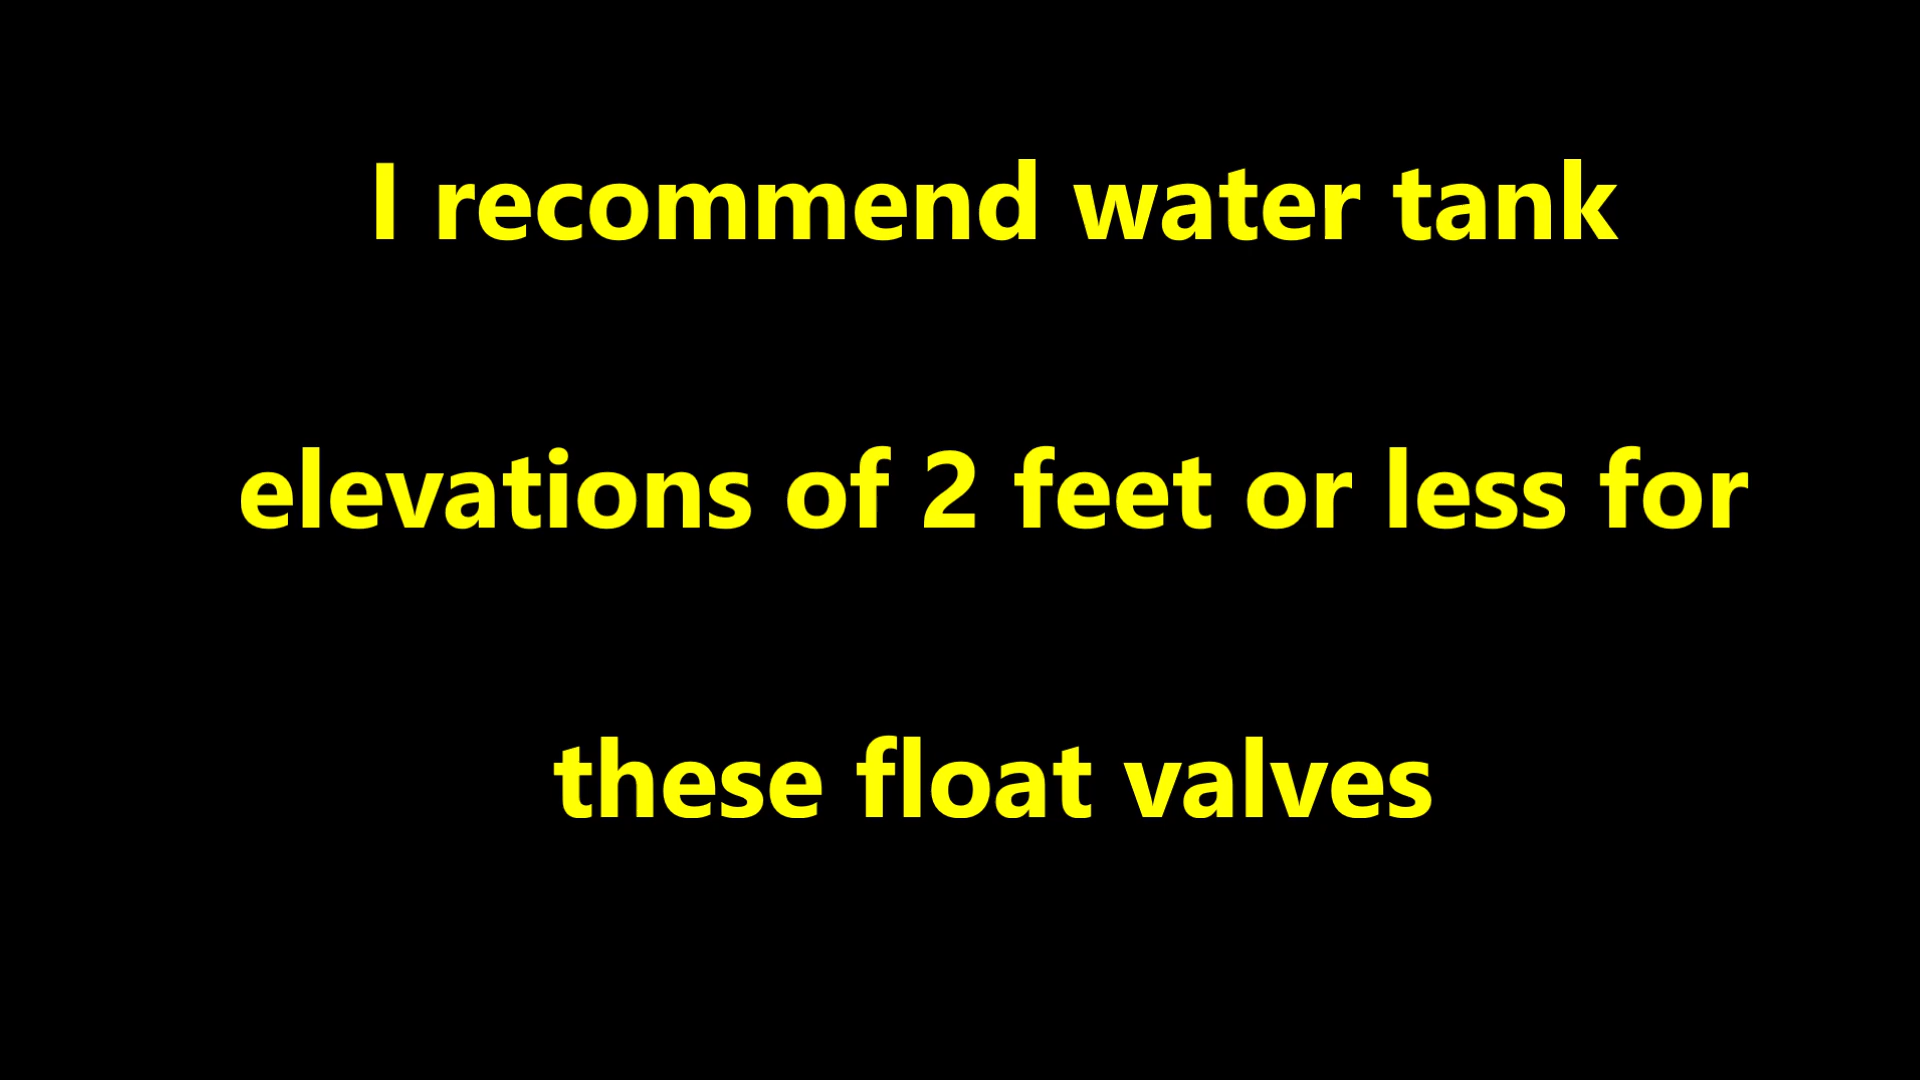 I recommend water tank
elevations of 2 feet or less for
these float valves